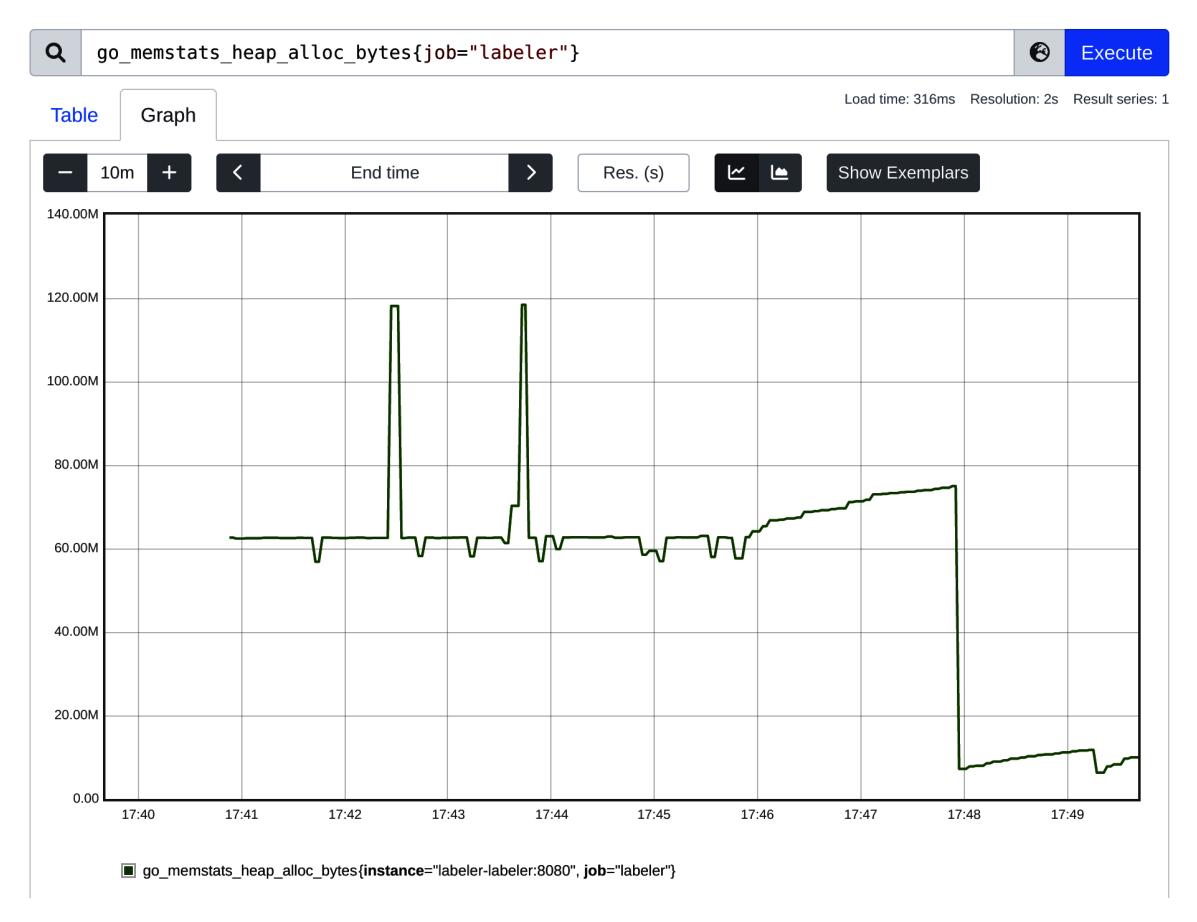 go_memstats_heap_alloc_bytes{job="labeler"}
Execute
Table
Graph
Load time: 316ms Resolution: 2s Result series: 1
10m
End time
Res. (s)
Show Exemplars
140.00M
120.00M
100.00M
80.00M
60.00M
40.00M
20.00M
0.00
17:40 17:41 17:42 17:43 17:44 17:45 17:46 17:47 17:48 17:49
go_memstats_heap_alloc_bytes{instance="labeler-labeler:8080", job="labeler"}